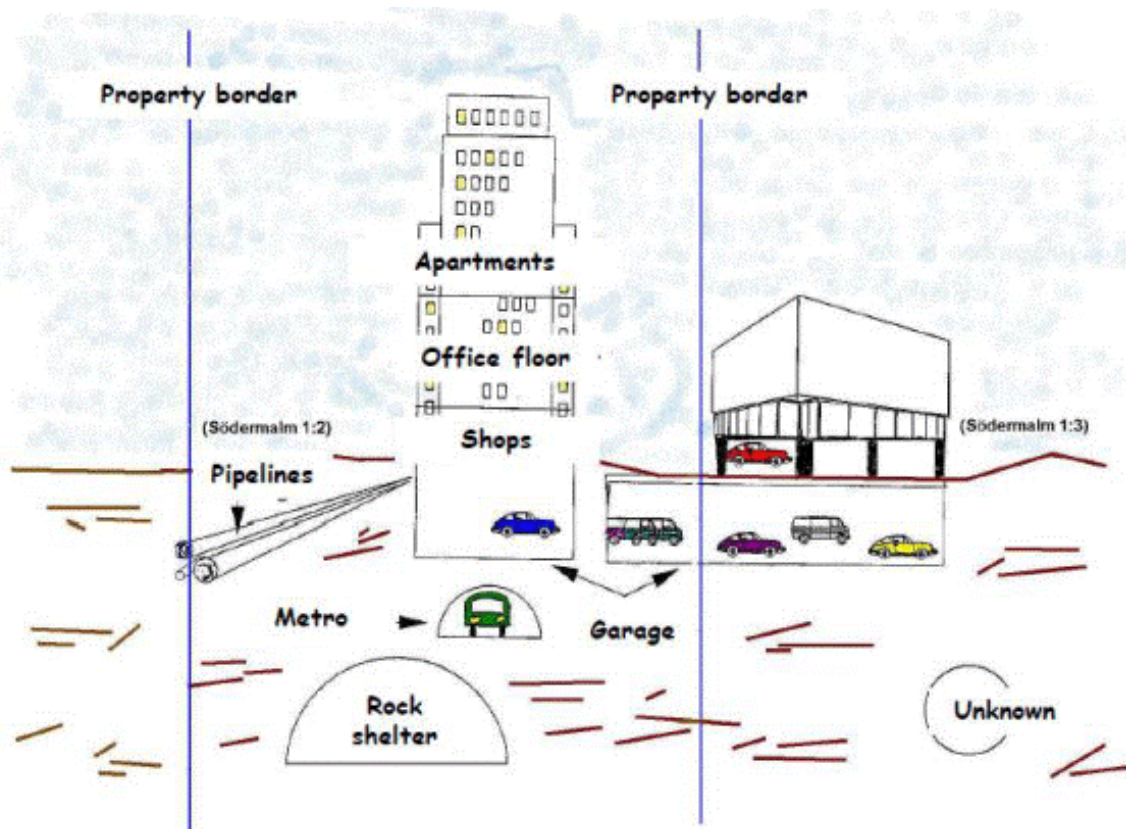 Property border
Property border
Apartments
Office floor
(Södermalm 1:2)
Shops
(Södermalm 1:3)
Pipelines
Metro
Garage
Rock
shelter
Unknown